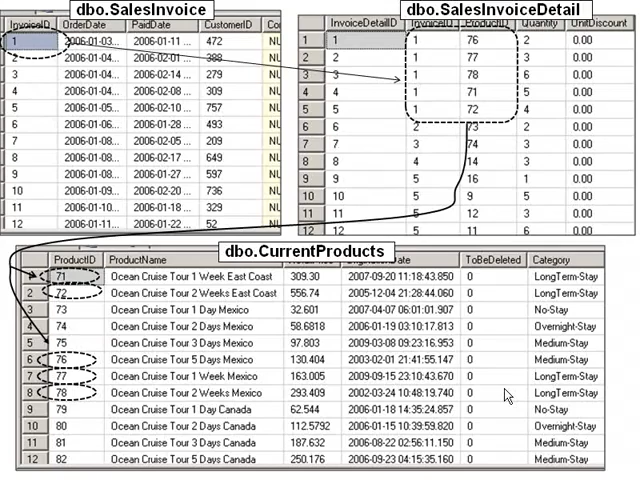 dbo.SalesInvoice
InvoiceID OrderDate PaidDate CustomerID
1 2006-01-03... 2006-01-11 ... 472
2 2006-01-04... 2006-02-01 ... 388
3 2006-01-04... 2006-02-14 ... 279
4 2006-01-04... 2006-02-08 ... 309
5 2006-01-05... 2006-02-10 ... 757
6 2006-01-06... 2006-01-28 ... 493
7 2006-01-08... 2006-02-05 ... 209
8 2006-01-08... 2006-02-17 ... 649
9 2006-01-08... 2006-01-27 ... 597
10 2006-01-09... 2006-02-20 ... 736
11 2006-01-10... 2006-01-18 ... 329
12 2006-01-11... 2006-01-22 ... 52
dbo.SalesInvoiceDetail
InvoiceDetailID InvoiceID ProductID Quantity UnitDiscount
1 1 1 76 2 0.00
2 2 1 77 3 0.00
3 3 1 78 6 0.00
4 4 1 71 5 0.00
5 5 1 72 4 0.00
6 6 2 73 2 0.00
7 7 3 74 3 0.00
8 8 4 14 3 0.00
9 9 5 16 1 0.00
10 10 5 9 5 0.00
11 11 5 12 3 0.00
12 12 5 11 6 0.00
dbo.CurrentProducts
ProductID ProductName ToBeDeleted Category
1 71 Ocean Cruise Tour 1 Week East Coast 309.30 2007-09-20 11:18:43.850 0 LongTerm-Stay
2 72 Ocean Cruise Tour 2 Weeks East Coast 556.74 2005-12-04 21:28:44.060 0 LongTerm-Stay
3 73 Ocean Cruise Tour 1 Day Mexico 32.601 2007-04-07 06:01:01.907 0 No-Stay
4 74 Ocean Cruise Tour 2 Days Mexico 58.6818 2006-01-19 03:10:17.813 0 Overnight-Stay
5 75 Ocean Cruise Tour 3 Days Mexico 97.803 2009-03-08 09:23:16.953 0 Medium-Stay
6 76 Ocean Cruise Tour 5 Days Mexico 130.404 2003-02-01 21:41:55.147 0 Medium-Stay
7 77 Ocean Cruise Tour 1 Week Mexico 163.005 2009-09-15 23:10:43.670 0 LongTerm-Stay
8 78 Ocean Cruise Tour 2 Weeks Mexico 293.409 2002-03-24 10:48:19.740 0 LongTerm-Stay
9 79 Ocean Cruise Tour 1 Day Canada 62.544 2006-01-18 14:35:24.857 0 No-Stay
10 80 Ocean Cruise Tour 2 Days Canada 112.5792 2006-01-15 10:39:59.820 0 Overnight-Stay
11 81 Ocean Cruise Tour 3 Days Canada 187.632 2006-08-22 02:56:11.150 0 Medium-Stay
12 82 Ocean Cruise Tour 5 Days Canada 250.176 2006-09-23 04:15:35.160 0 Medium-Stay